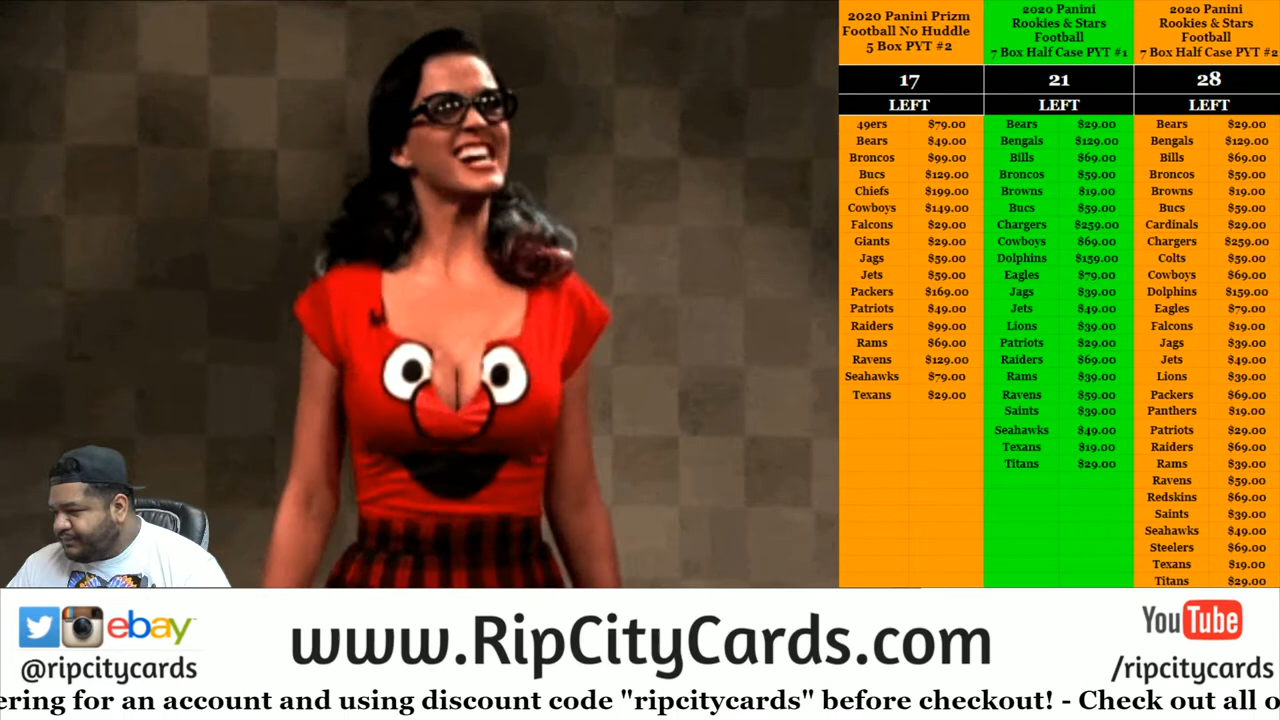 2020 Panini Prizm
Football No Huddle
5 Box PYT #2
17
LEFT
49ers $79.00
Bears $49.00
Broncos $99.00
Bucs $129.00
Chiefs $199.00
Cowboys $149.00
Falcons $29.00
Giants $29.00
Jags $59.00
Jets $59.00
Packers $169.00
Patriots $49.00
Raiders $99.00
Rams $69.00
Ravens $129.00
Seahawks $79.00
Texans $29.00
2020 Panini
Rookies & Stars
Football
7 Box Half Case PYT #1
21
LEFT
Bears $29.00
Bengals $129.00
Bills $69.00
Broncos $59.00
Browns $19.00
Bucs $59.00
Chargers $259.00
Cowboys $69.00
Dolphins $159.00
Eagles $79.00
Jags $39.00
Jets $49.00
Lions $39.00
Patriots $29.00
Raiders $69.00
Rams $39.00
Ravens $59.00
Saints $39.00
Seahawks $49.00
Texans $19.00
Titans $29.00
2020 Panini
Rookies & Stars
Football
7 Box Half Case PYT #2
28
LEFT
Bears $29.00
Bengals $129.00
Bills $69.00
Broncos $59.00
Browns $19.00
Bucs $59.00
Cardinals $29.00
Chargers $259.00
Colts $59.00
Cowboys $69.00
Dolphins $159.00
Eagles $79.00
Falcons $19.00
Jags $39.00
Jets $49.00
Lions $39.00
Packers $69.00
Panthers $19.00
Patriots $29.00
Raiders $69.00
Rams $39.00
Ravens $59.00
Redskins $69.00
Saints $39.00
Seahawks $49.00
Steelers $69.00
Texans $19.00
Titans $29.00
ebay
@ripcitycards
www.RipCityCards.com
YouTube
/ripcitycards
ering for an account and using discount code "ripcitycards" before checkout! - Check out all o